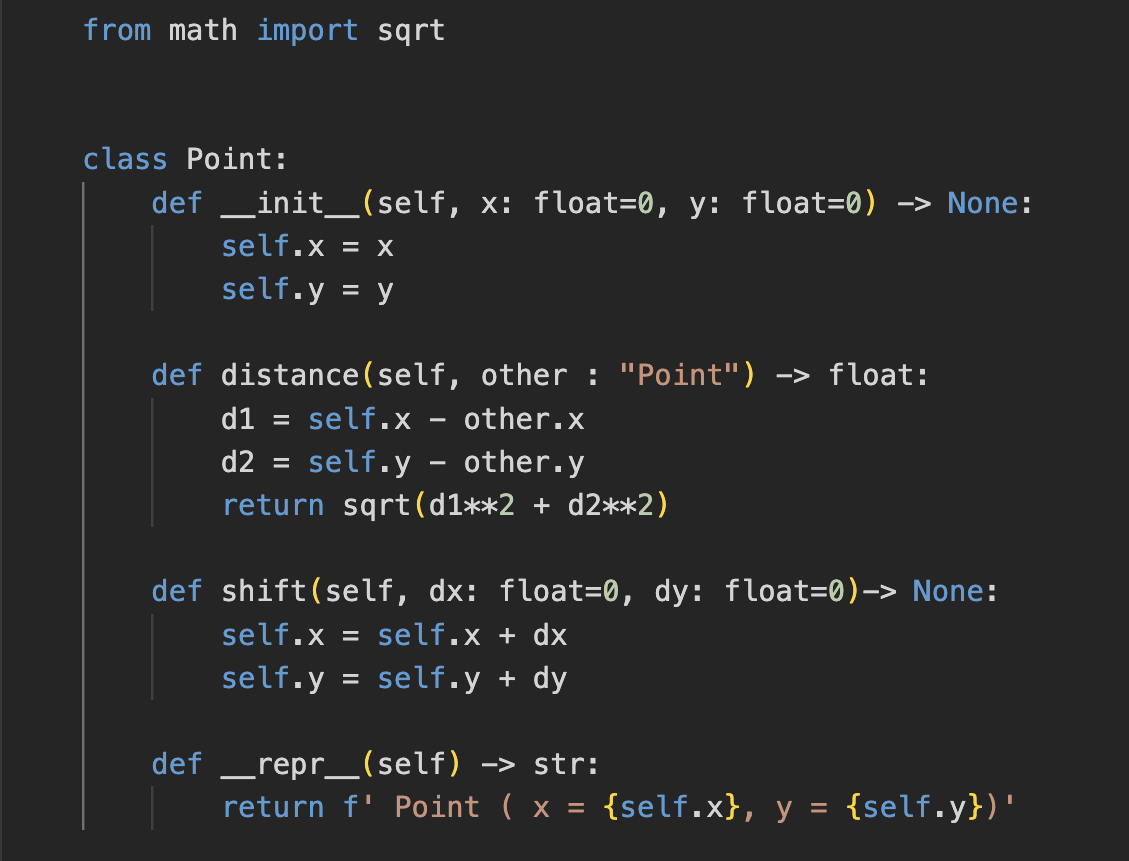 from math import sqrt
class Point:
    def __init__(self, x: float=0, y: float=0) -> None:
        self.x = x
        self.y = y
    def distance(self, other : "Point") -> float:
        d1 = self.x - other.x
        d2 = self.y - other.y
        return sqrt(d1**2 + d2**2)
    def shift(self, dx: float=0, dy: float=0)-> None:
        self.x = self.x + dx
        self.y = self.y + dy
    def __repr__(self) -> str:
        return f' Point ( x = {self.x}, y = {self.y})'